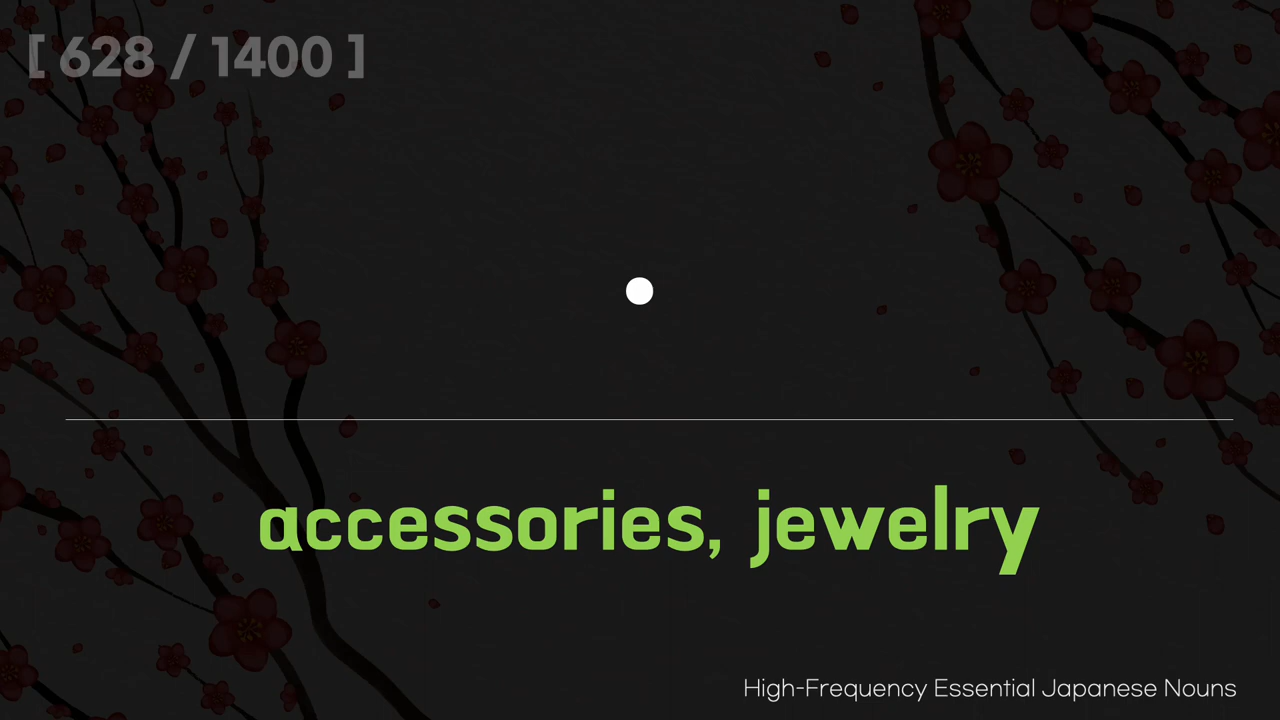 [ 628 / 1400 ]
accessories, jewelry
High-Frequency Essential Japanese Nouns